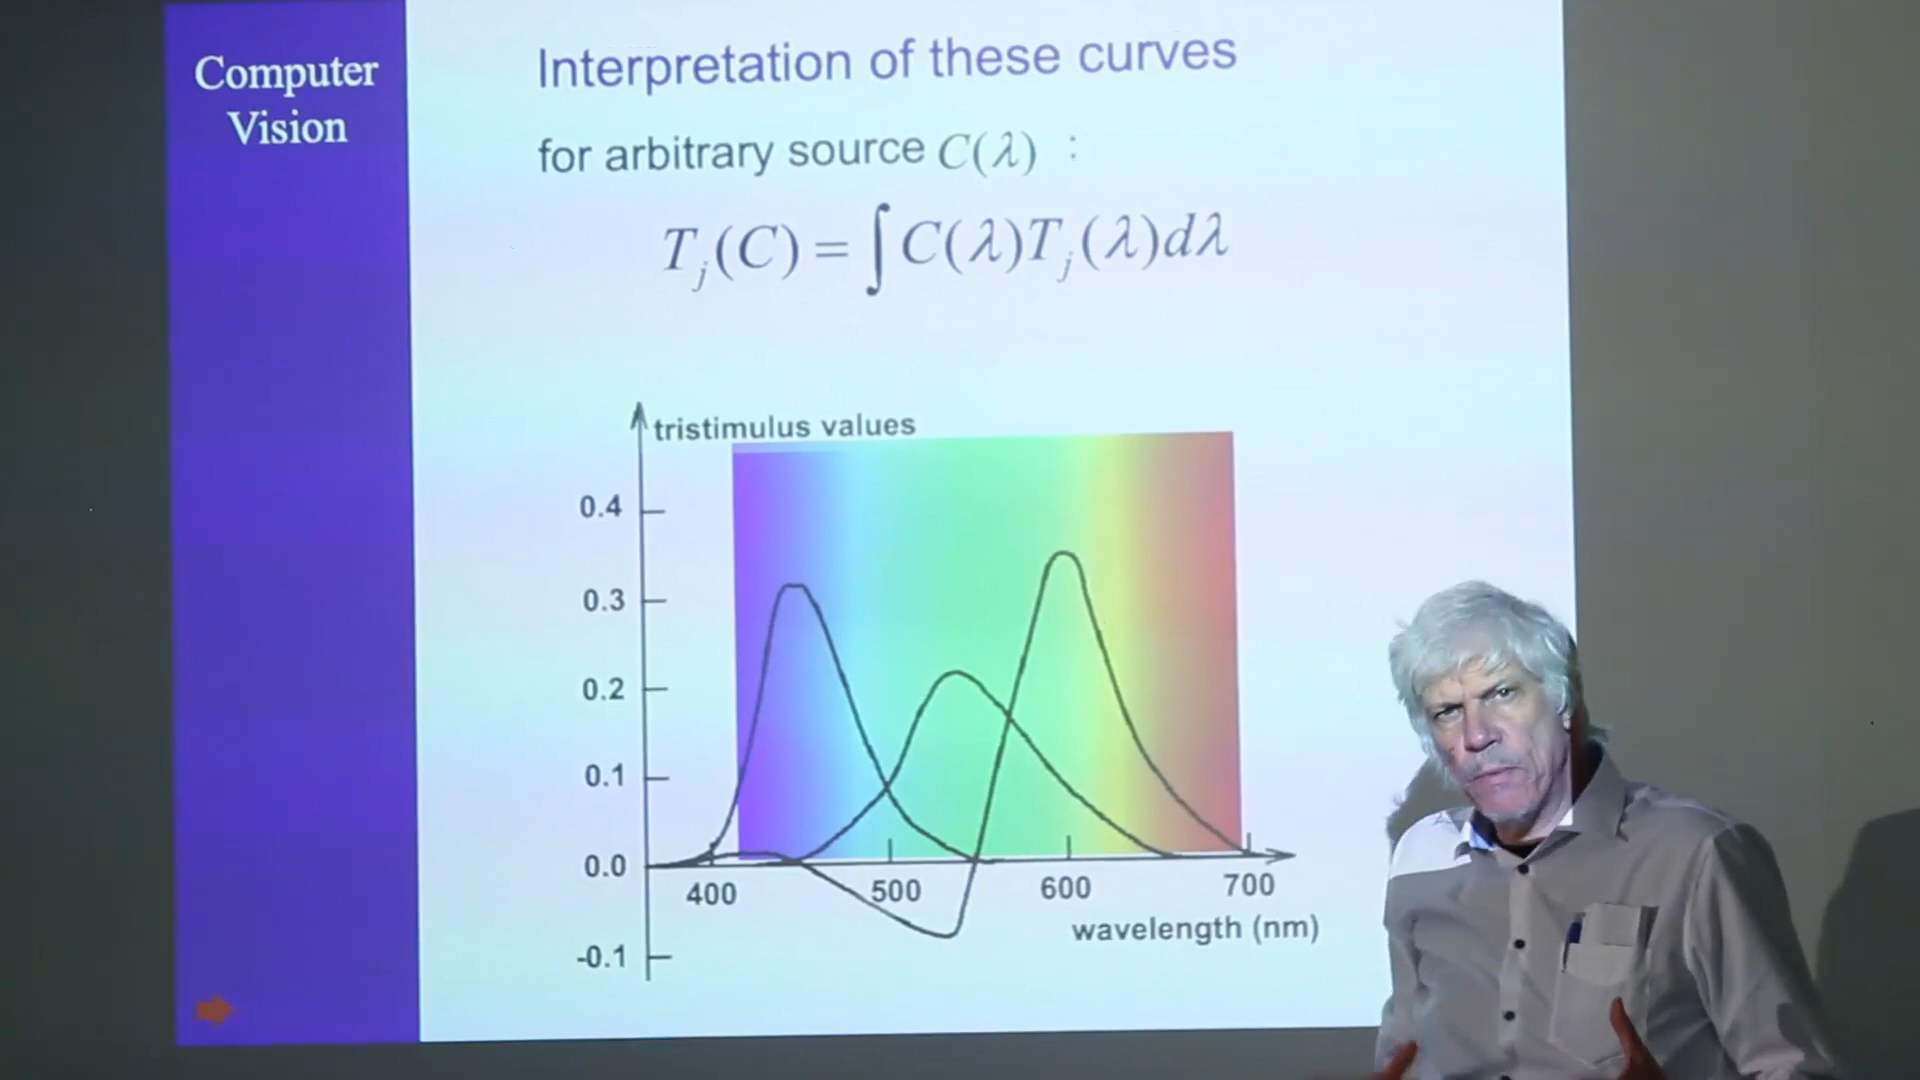 Computer
Vision
Interpretation of these curves
for arbitrary source C(λ) :
T_j(C) = ∫C(λ)T_j(λ)dλ
tristimulus values
0.4
0.3
0.2
0.1
0.0
-0.1
400 500 600 700
wavelength (nm)